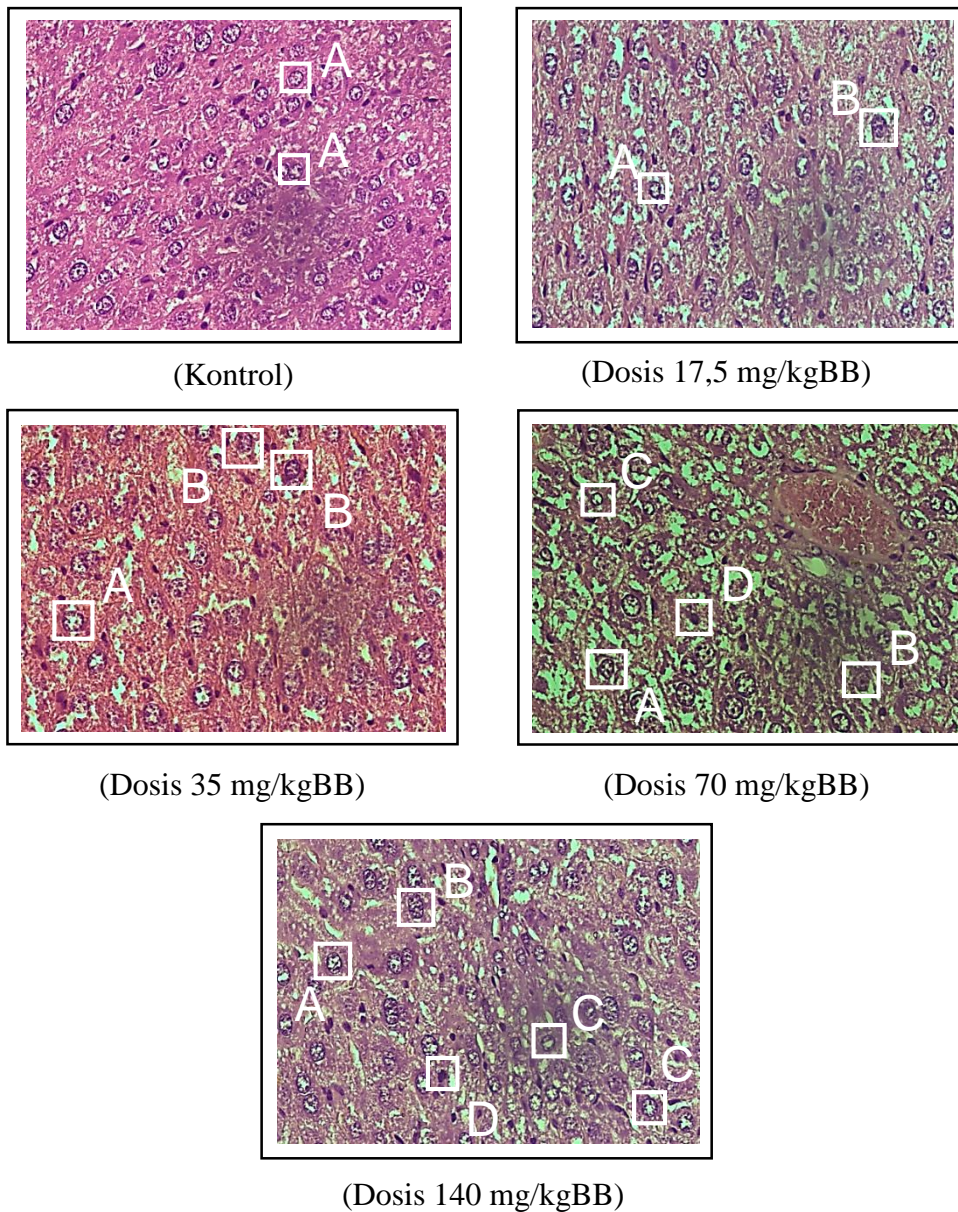 A
A
(Kontrol)
B
A
(Dosis 17,5 mg/kgBB)
B
B
A
(Dosis 35 mg/kgBB)
C
D
B
A
(Dosis 70 mg/kgBB)
B
A
C
C
D
(Dosis 140 mg/kgBB)